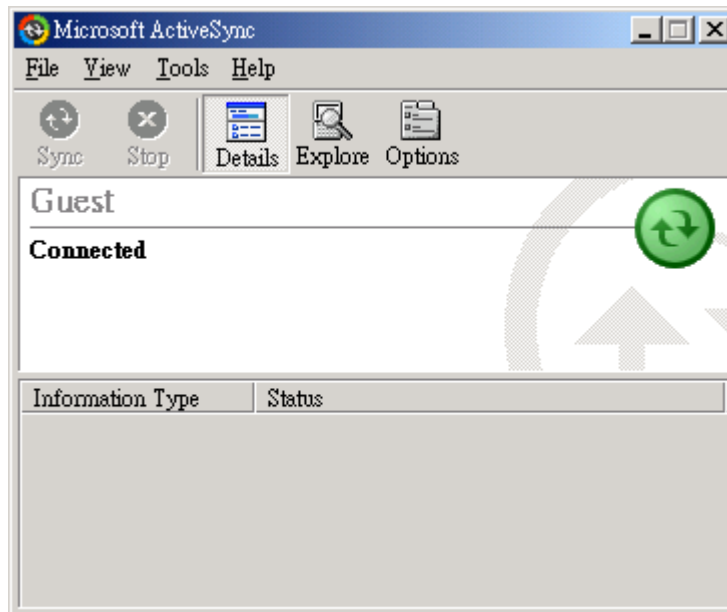 Microsoft ActiveSync
File View Tools Help
Sync Stop Details Explore Options
Guest
Connected
Information Type Status